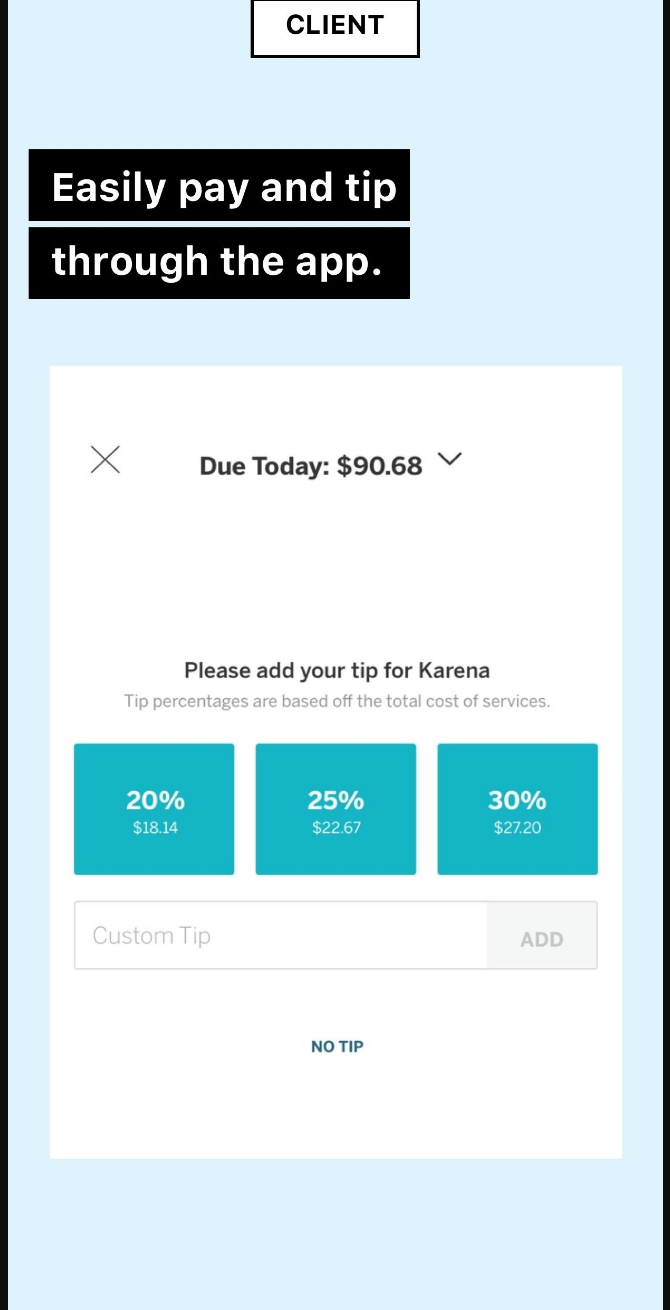 CLIENT
Easily pay and tip
through the app.
Due Today: $90.68
Please add your tip for Karena
Tip percentages are based off the total cost of services.
20% 25% 30%
$18.14 $22.67 $27.20
Custom Tip ADD
NO TIP